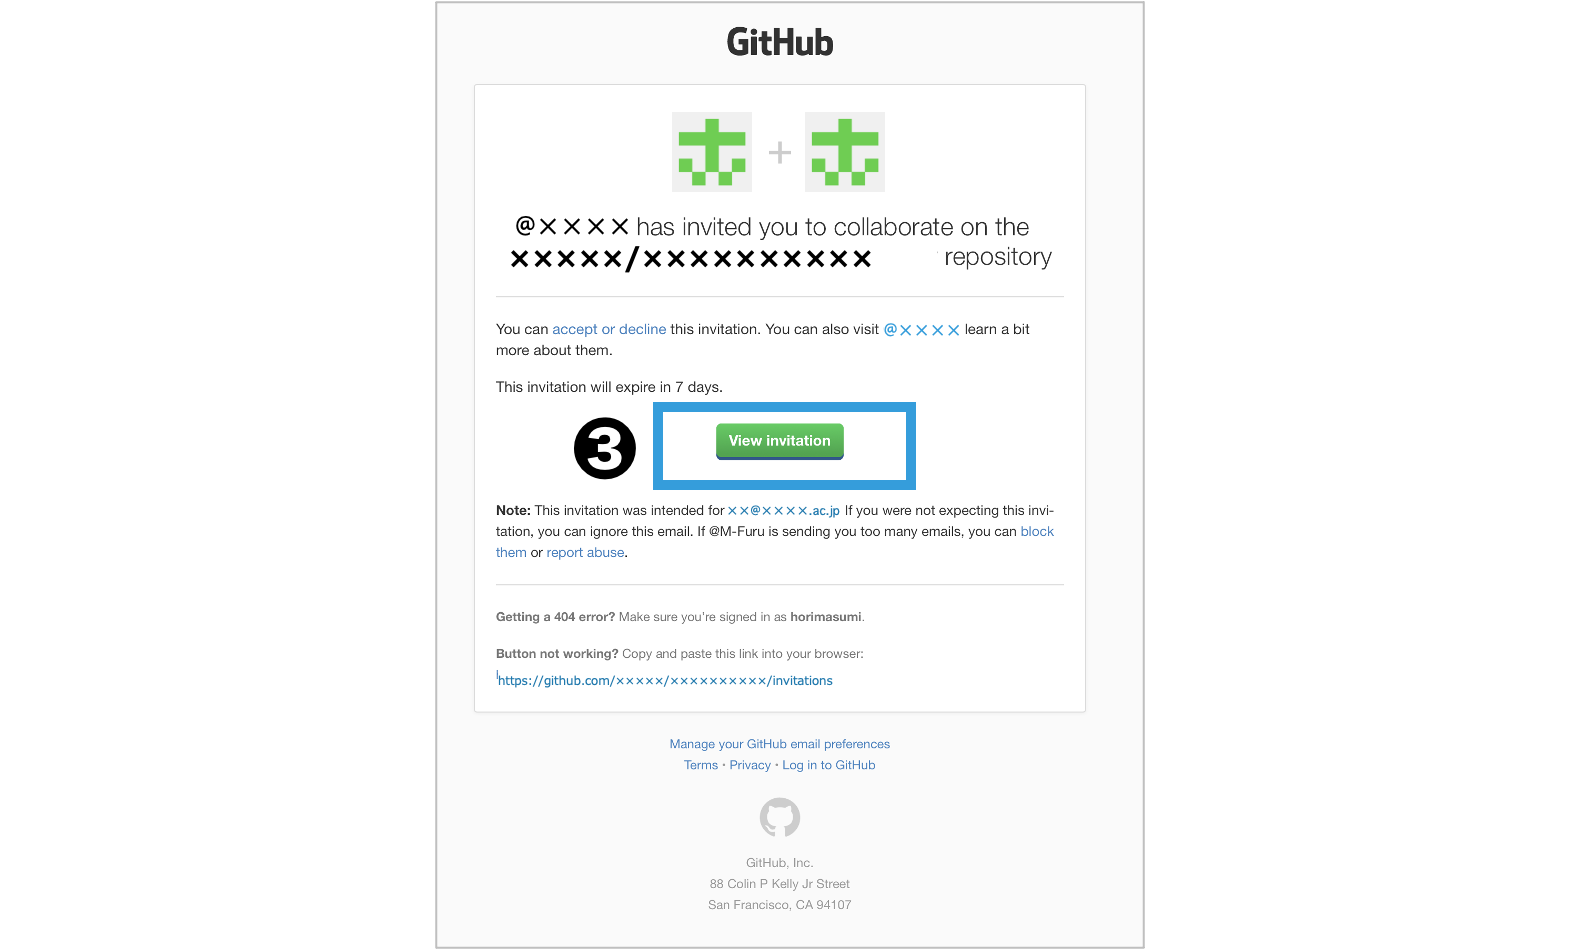 GitHub
@×××× has invited you to collaborate on the
×××××/×××××××××× repository
You can accept or decline this invitation. You can also visit @×××× learn a bit
more about them.
This invitation will expire in 7 days.
3
View invitation
Note: This invitation was intended for ××@××××.ac.jp If you were not expecting this invi-
tation, you can ignore this email. If @M-Furu is sending you too many emails, you can block
them or report abuse.
Getting a 404 error? Make sure you’re signed in as horimasumi.
Button not working? Copy and paste this link into your browser:
https://github.com/×××××/××××××××××/invitations
Manage your GitHub email preferences
Terms · Privacy · Log in to GitHub
GitHub, Inc.
88 Colin P Kelly Jr Street
San Francisco, CA 94107